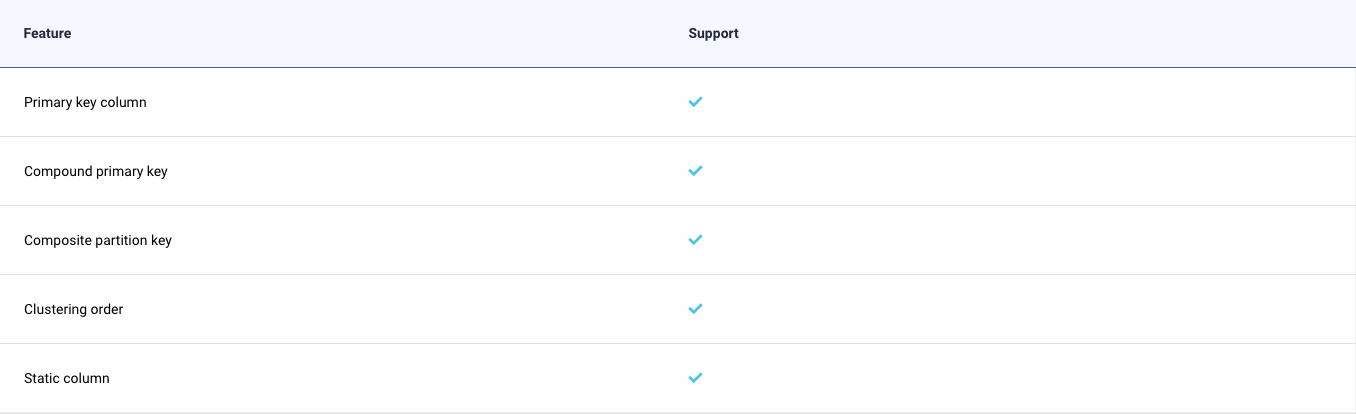 Feature Support
Primary key column
Compound primary key
Composite partition key
Clustering order
Static column